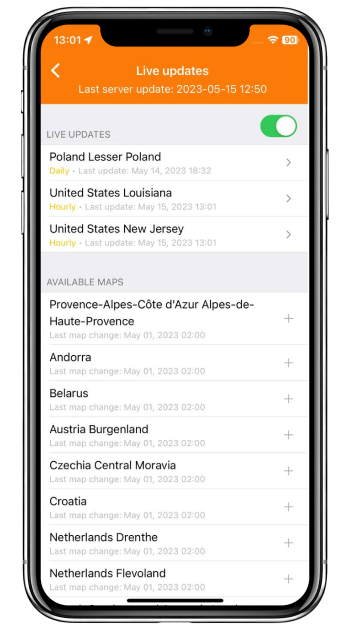 13:01
90
Live updates
Last server update: 2023-05-15 12:50
LIVE UPDATES
Poland Lesser Poland
Daily • Last update: May 14, 2023 18:32
United States Louisiana
Hourly • Last update: May 15, 2023 13:01
United States New Jersey
Hourly • Last update: May 15, 2023 13:01
AVAILABLE MAPS
Provence-Alpes-Côte d'Azur Alpes-de-
Haute-Provence
Last map change: May 01, 2023 02:00
Andorra
Last map change: May 01, 2023 02:00
Belarus
Last map change: May 01, 2023 02:00
Austria Burgenland
Last map change: May 01, 2023 02:00
Czechia Central Moravia
Last map change: May 01, 2023 02:00
Croatia
Last map change: May 01, 2023 02:00
Netherlands Drenthe
Last map change: May 01, 2023 02:00
Netherlands Flevoland
Last map change: May 01, 2023 02:00